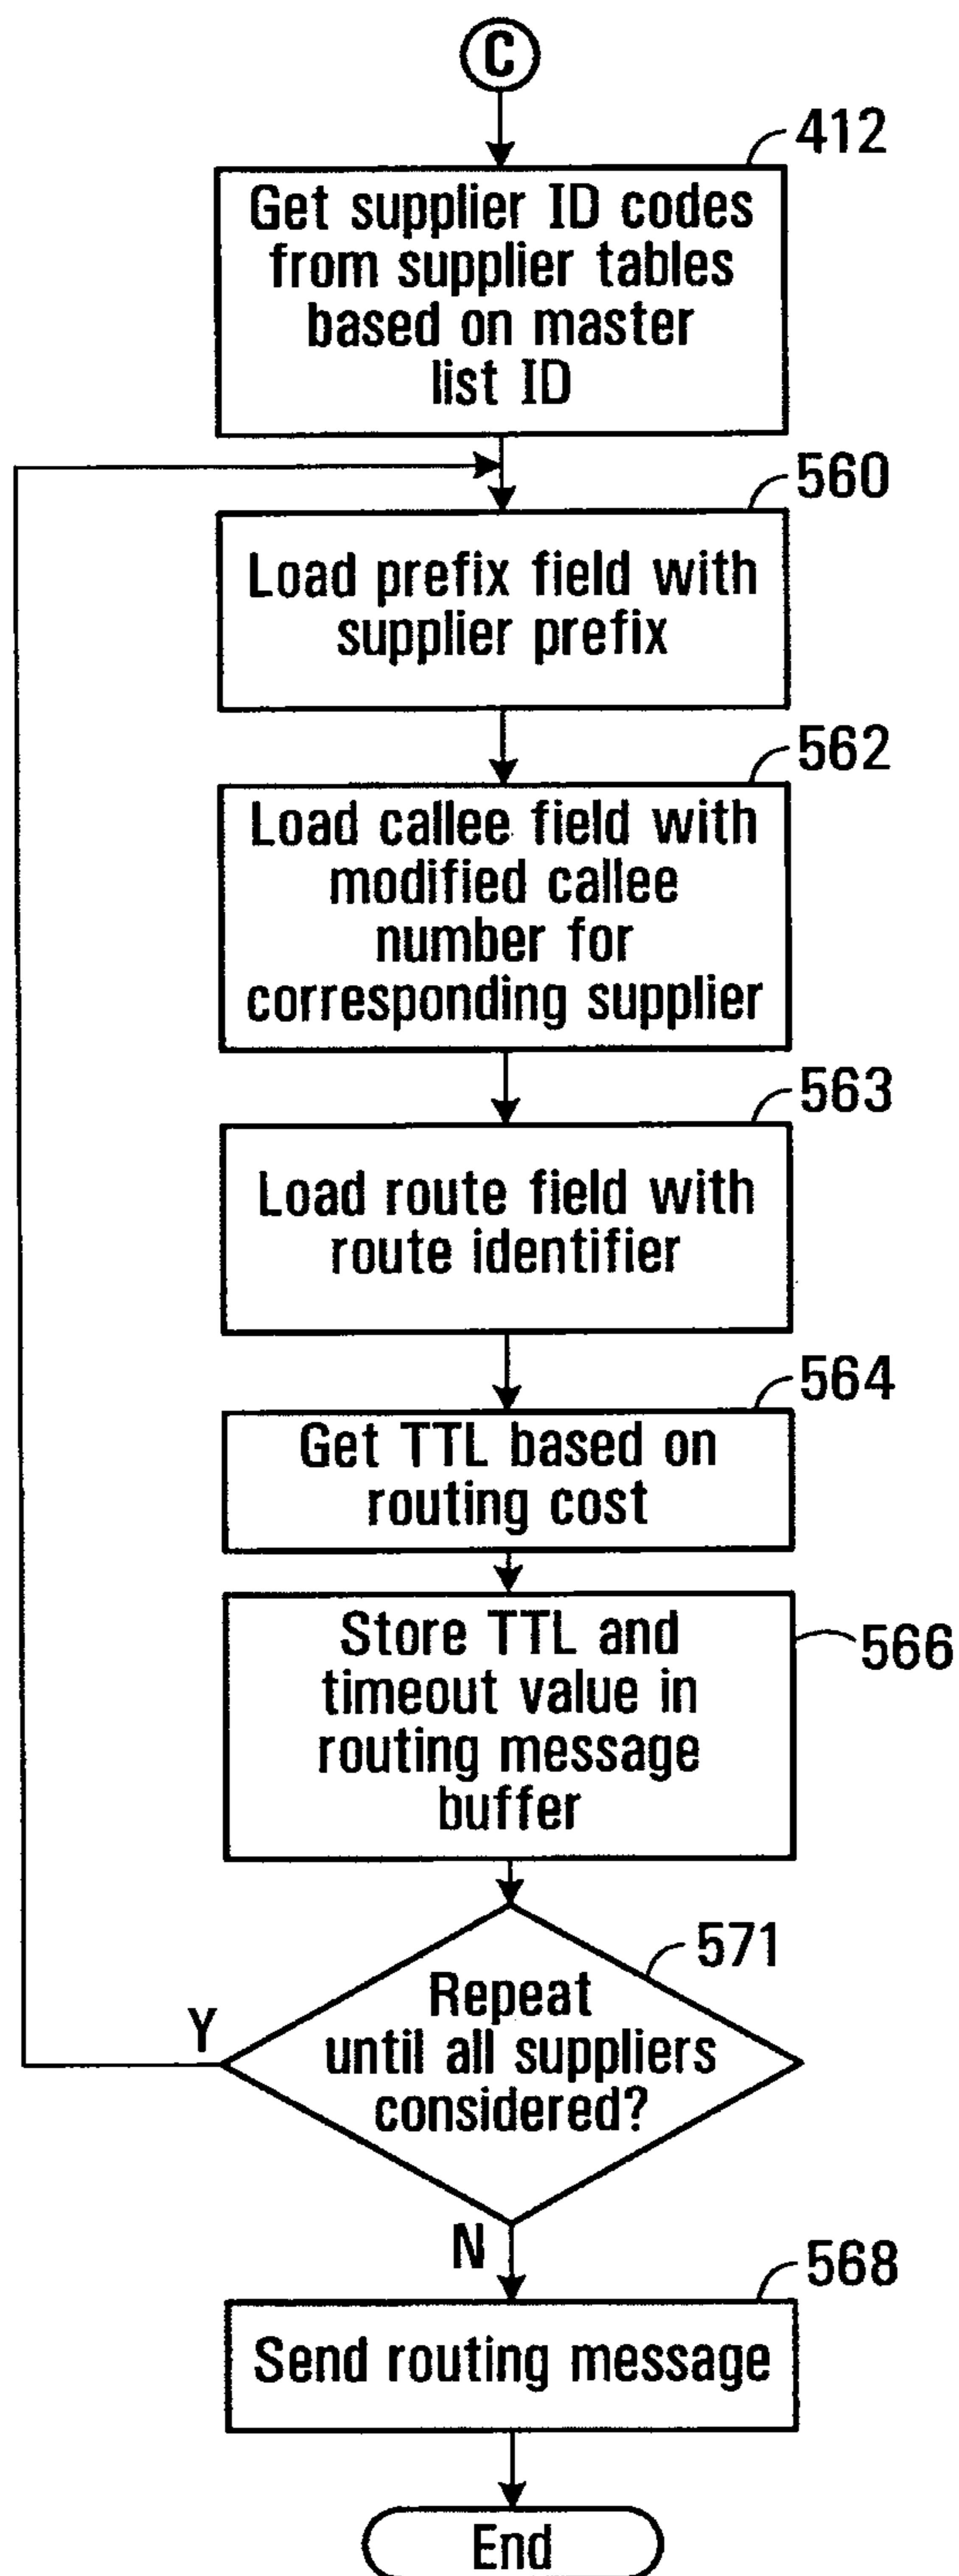 C
412
Get supplier ID codes
from supplier tables
based on master
list ID
560
Load prefix field with
supplier prefix
562
Load callee field with
modified callee
number for
corresponding supplier
563
Load route field with
route identifier
564
Get TTL based on
routing cost
566
Store TTL and
timeout value in
routing message
buffer
571
Repeat
until all suppliers
considered?
Y
N
568
Send routing message
End